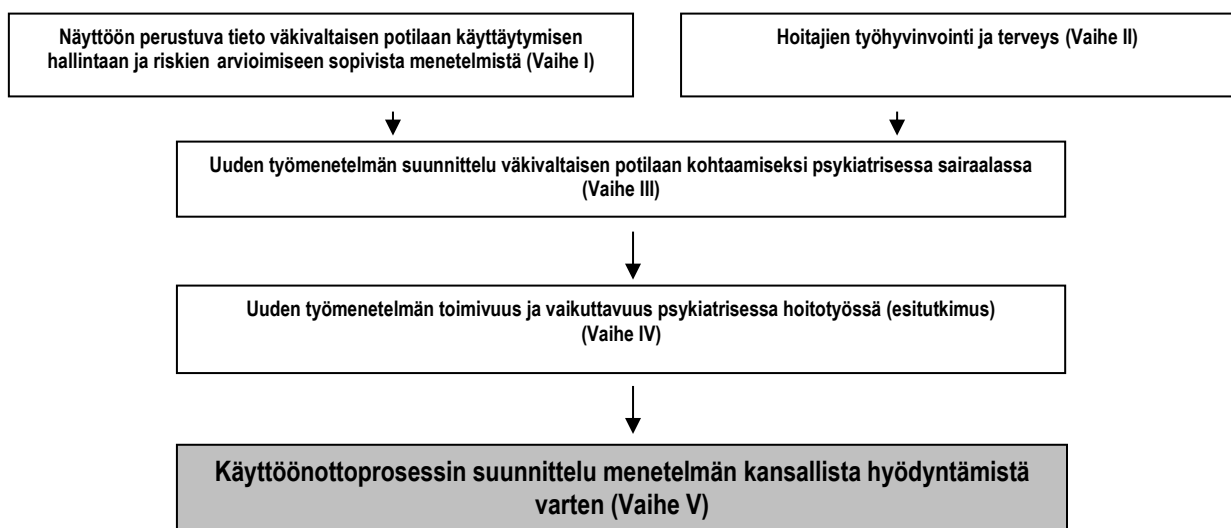 Näyttöön perustuva tieto väkivaltaisen potilaan käyttäytymisen
hallintaan ja riskien arvioimiseen sopivista menetelmistä (Vaihe I)
Hoitajien työhyvinvointi ja terveys (Vaihe II)
Uuden työmenetelmän suunnittelu väkivaltaisen potilaan kohtaamiseksi psykiatrisessa sairaalassa
(Vaihe III)
Uuden työmenetelmän toimivuus ja vaikuttavuus psykiatrisessa hoitotyössä (esitutkimus)
(Vaihe IV)
Käyttöönottoprosessin suunnittelu menetelmän kansallista hyödyntämistä
varten (Vaihe V)